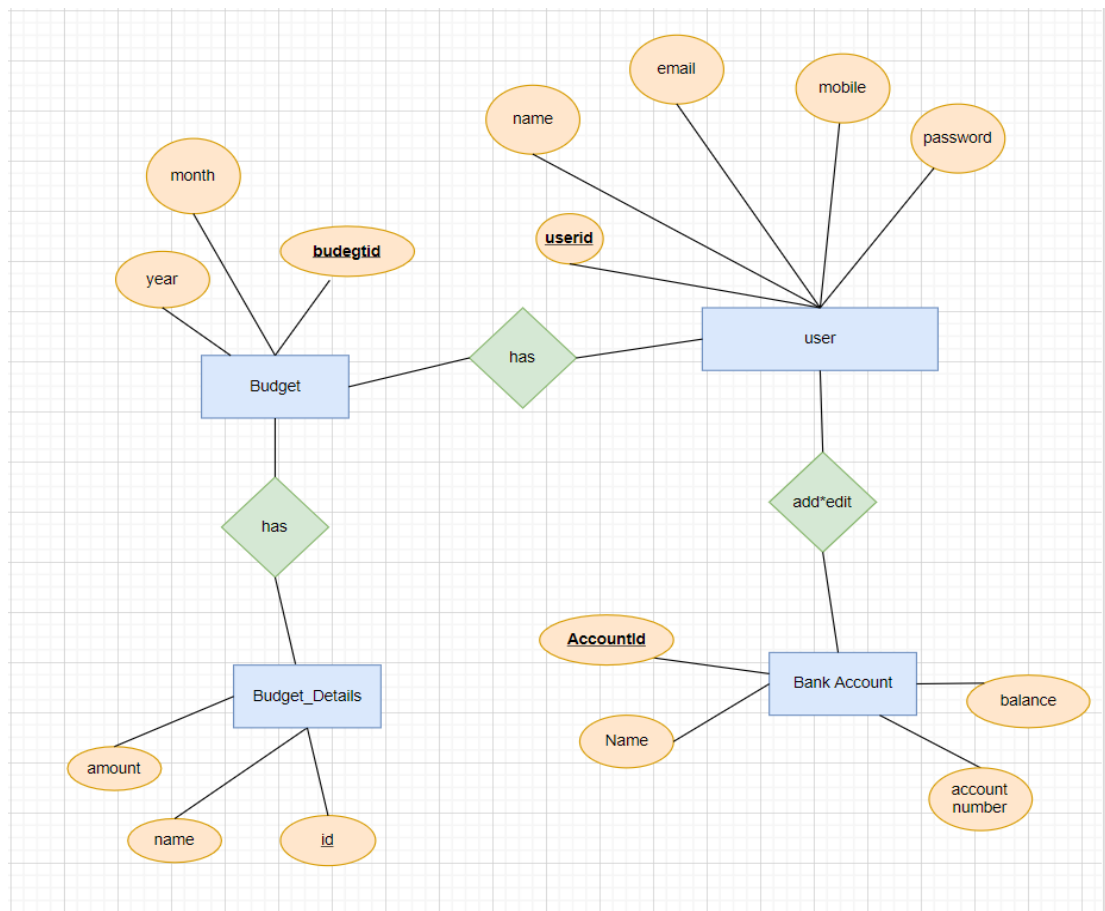 email
mobile
name
password
month
userid
budegtid
year
user
has
Budget
add*edit
has
AccountId
Bank Account
Budget_Details
balance
Name
amount
account
number
name
id